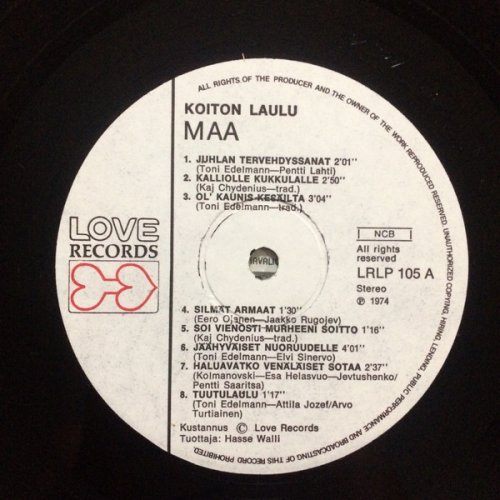 ALL RIGHTS OF THE PRODUCER AND THE OWNER OF THE WORK REPRODUCED RESERVED. UNAUTHORIZED COPYING, HIRING, LENDING, PUBLIC PERFORMANCE AND BROADCASTING OF THIS RECORD PROHIBITED.
KOITON LAULU
MAA
1. JUHLAN TERVEHDYSSANAT 2'01"
(Toni Edelmann—Pentti Lahti)
2. KALLIOLLE KUKKULALLE 2'50"
(Kaj Chydenius—trad.)
3. OL' KAUNIS KESÄILTA 3'04"
(Toni Edelmann—trad.)
LOVE
RECORDS
NCB
All rights
reserved
LRLP 105 A
Stereo
℗ 1974
4. SILMÄT ARMAAT 1'30"
(Eero Ojanen—Jaakko Rugojev)
5. SOI VIENOSTI MURHEENI SOITTO 1'16"
(Kaj Chydenius—trad.)
6. JÄÄHYVÄISET NUORUUDELLE 4'01"
(Toni Edelmann—Elvi Sinervo)
7. HALUAVATKO VENÄLÄISET SOTAA 2'37"
(Kolmanovski—Esa Helasvuo—Jevtushenko/
Pentti Saaritsa)
8. TUUTULAULU 1'17"
(Toni Edelmann—Attila Jozef/Arvo
Turtiainen)
Kustannus © Love Records
Tuottaja: Hasse Walli